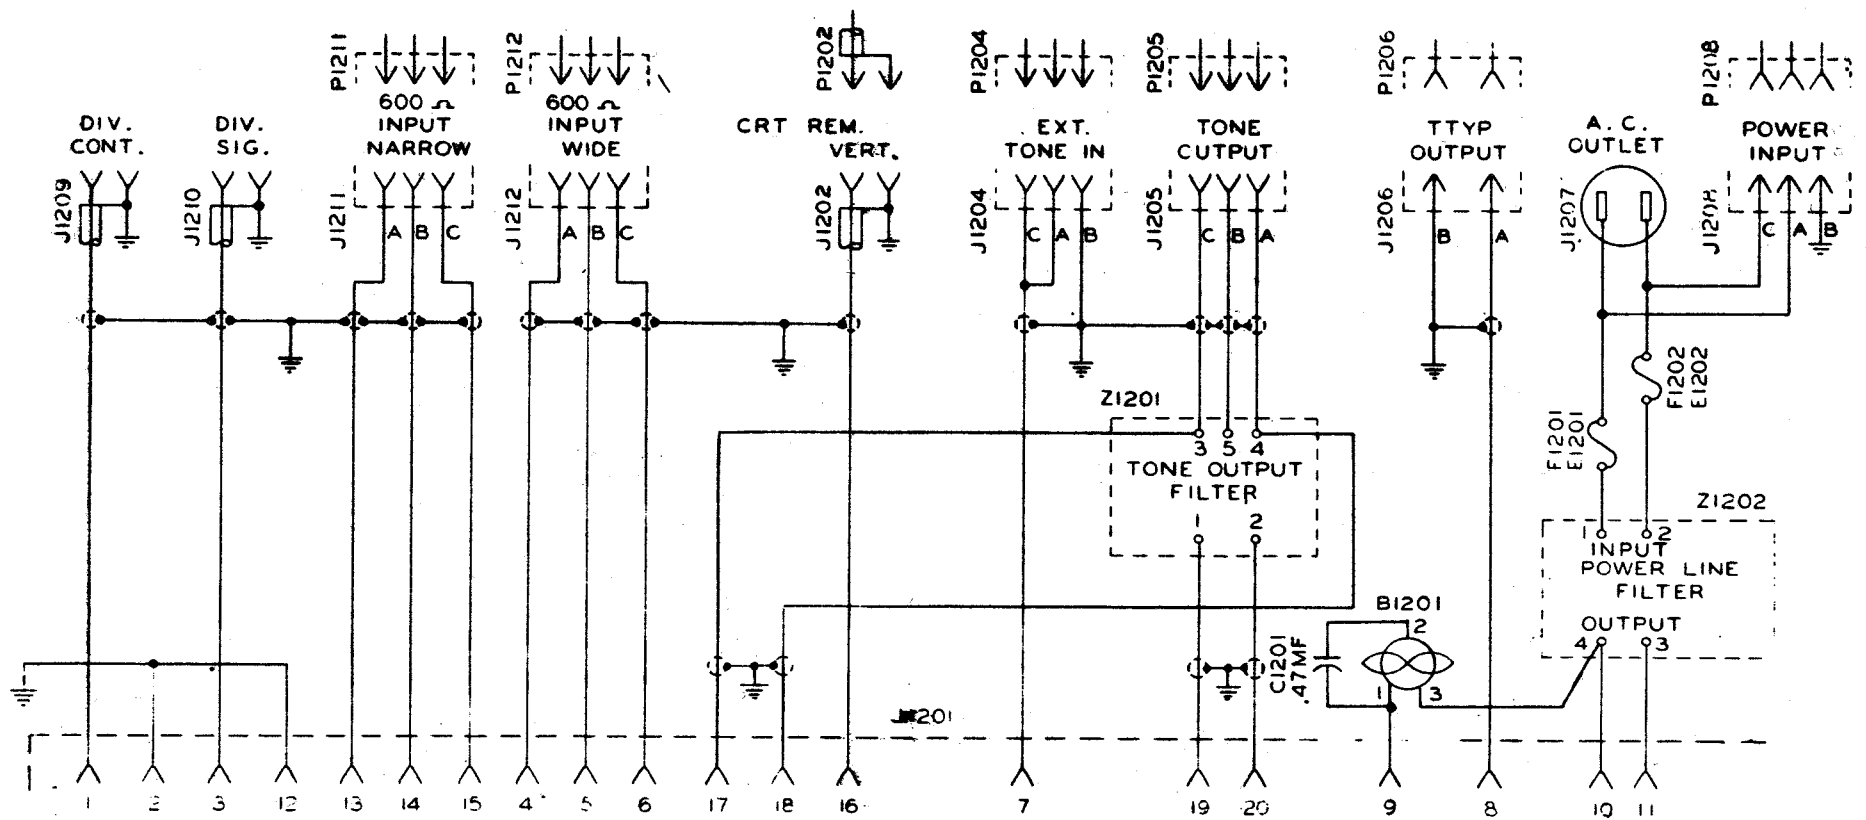 P1211
P1212
P1202
P1204
P1205
P1206
P1208
DIV.
CONT.
DIV.
SIG.
600 Ω
INPUT
NARROW
600 Ω
INPUT
WIDE
CRT REM.
VERT.
EXT.
TONE IN
TONE
CUTPUT
TTYP
OUTPUT
A.C.
OUTLET
POWER
INPUT
J1209
J1210
J1211
J1212
J1202
J1204
J1205
J1206
J1207
J1208
A B C
A B C
C A B
C B A
B A
C A B
F1202
E1202
F1201
E1201
Z1201
3 5 4
TONE OUTPUT
FILTER
1 2
Z1202
1 2
INPUT
POWER LINE
FILTER
OUTPUT
4 3
B1201
2
1 3
C1201
.47MF
1 2 3 12 13 14 15 4 5 6 17 18 16 7 19 20 9 8 10 11